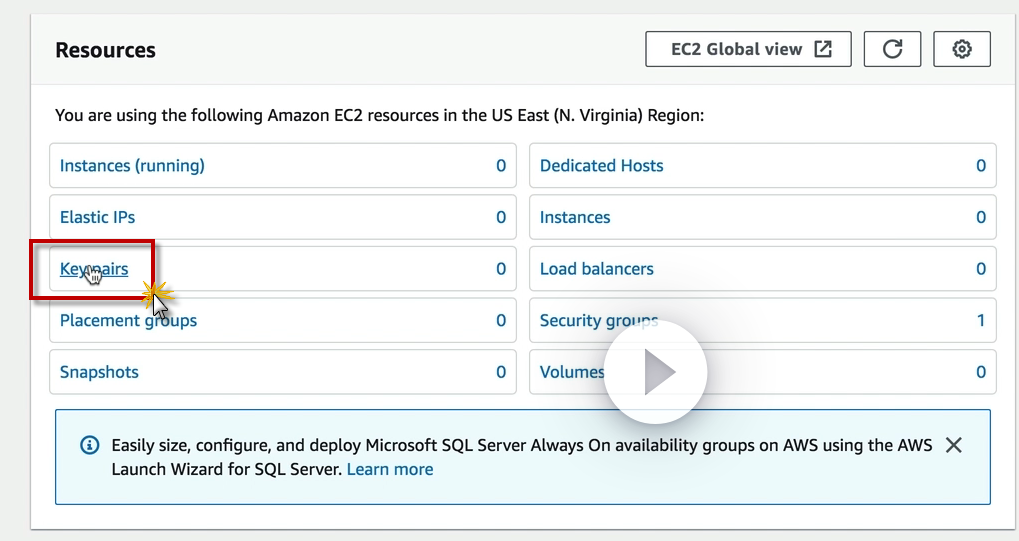 Resources
EC2 Global view
You are using the following Amazon EC2 resources in the US East (N. Virginia) Region:
Instances (running) 0
Dedicated Hosts 0
Elastic IPs 0
Instances 0
Key pairs 0
Load balancers 0
Placement groups 0
Security groups 1
Snapshots 0
Volumes 0
Easily size, configure, and deploy Microsoft SQL Server Always On availability groups on AWS using the AWS
Launch Wizard for SQL Server. Learn more